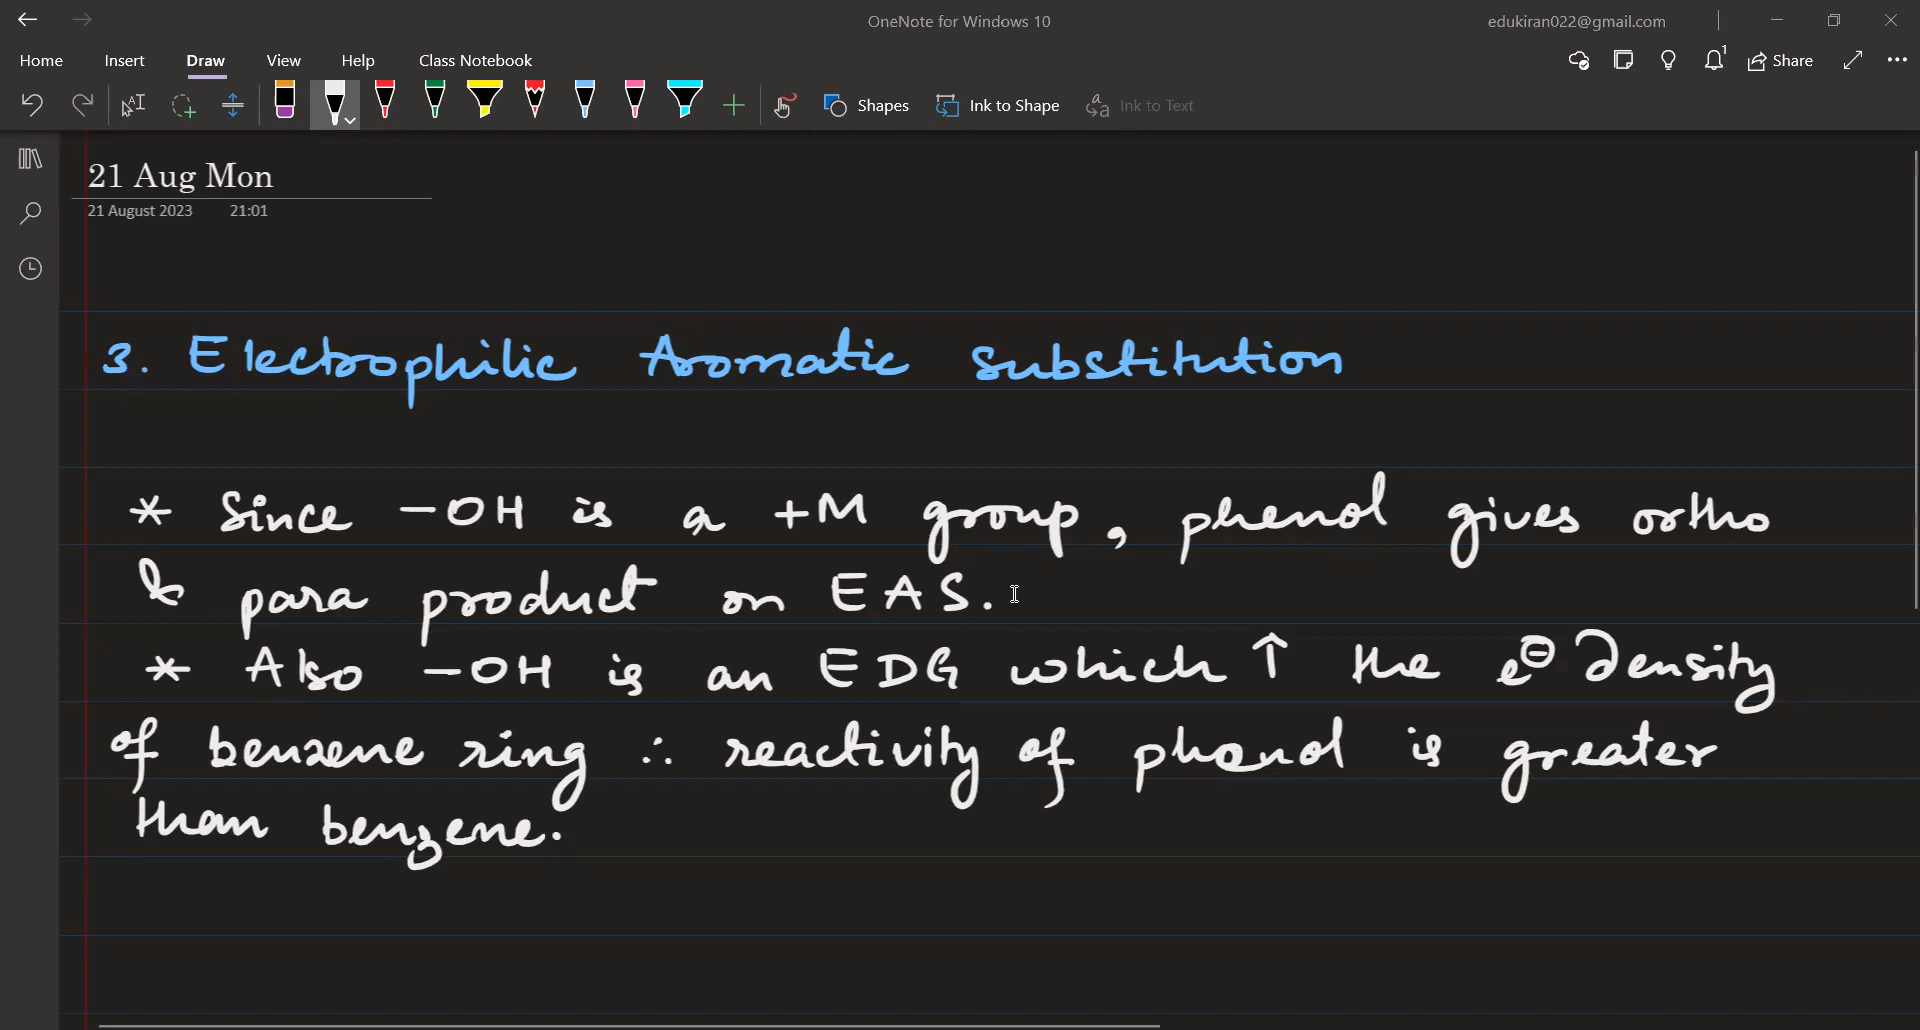 OneNote for Windows 10
edukiran022@gmail.com
Home Insert Draw View Help Class Notebook
1 Share
Shapes Ink to Shape Ink to Text
21 Aug Mon
21 August 2023 21:01
3. Electrophilic Aromatic Substitution
* Since -OH is a +M group, phenol gives ortho
& para product on EAS.
* Also -OH is an EDG which ↑ the e⊖ density
of benzene ring ∴ reactivity of phenol is greater
than benzene.